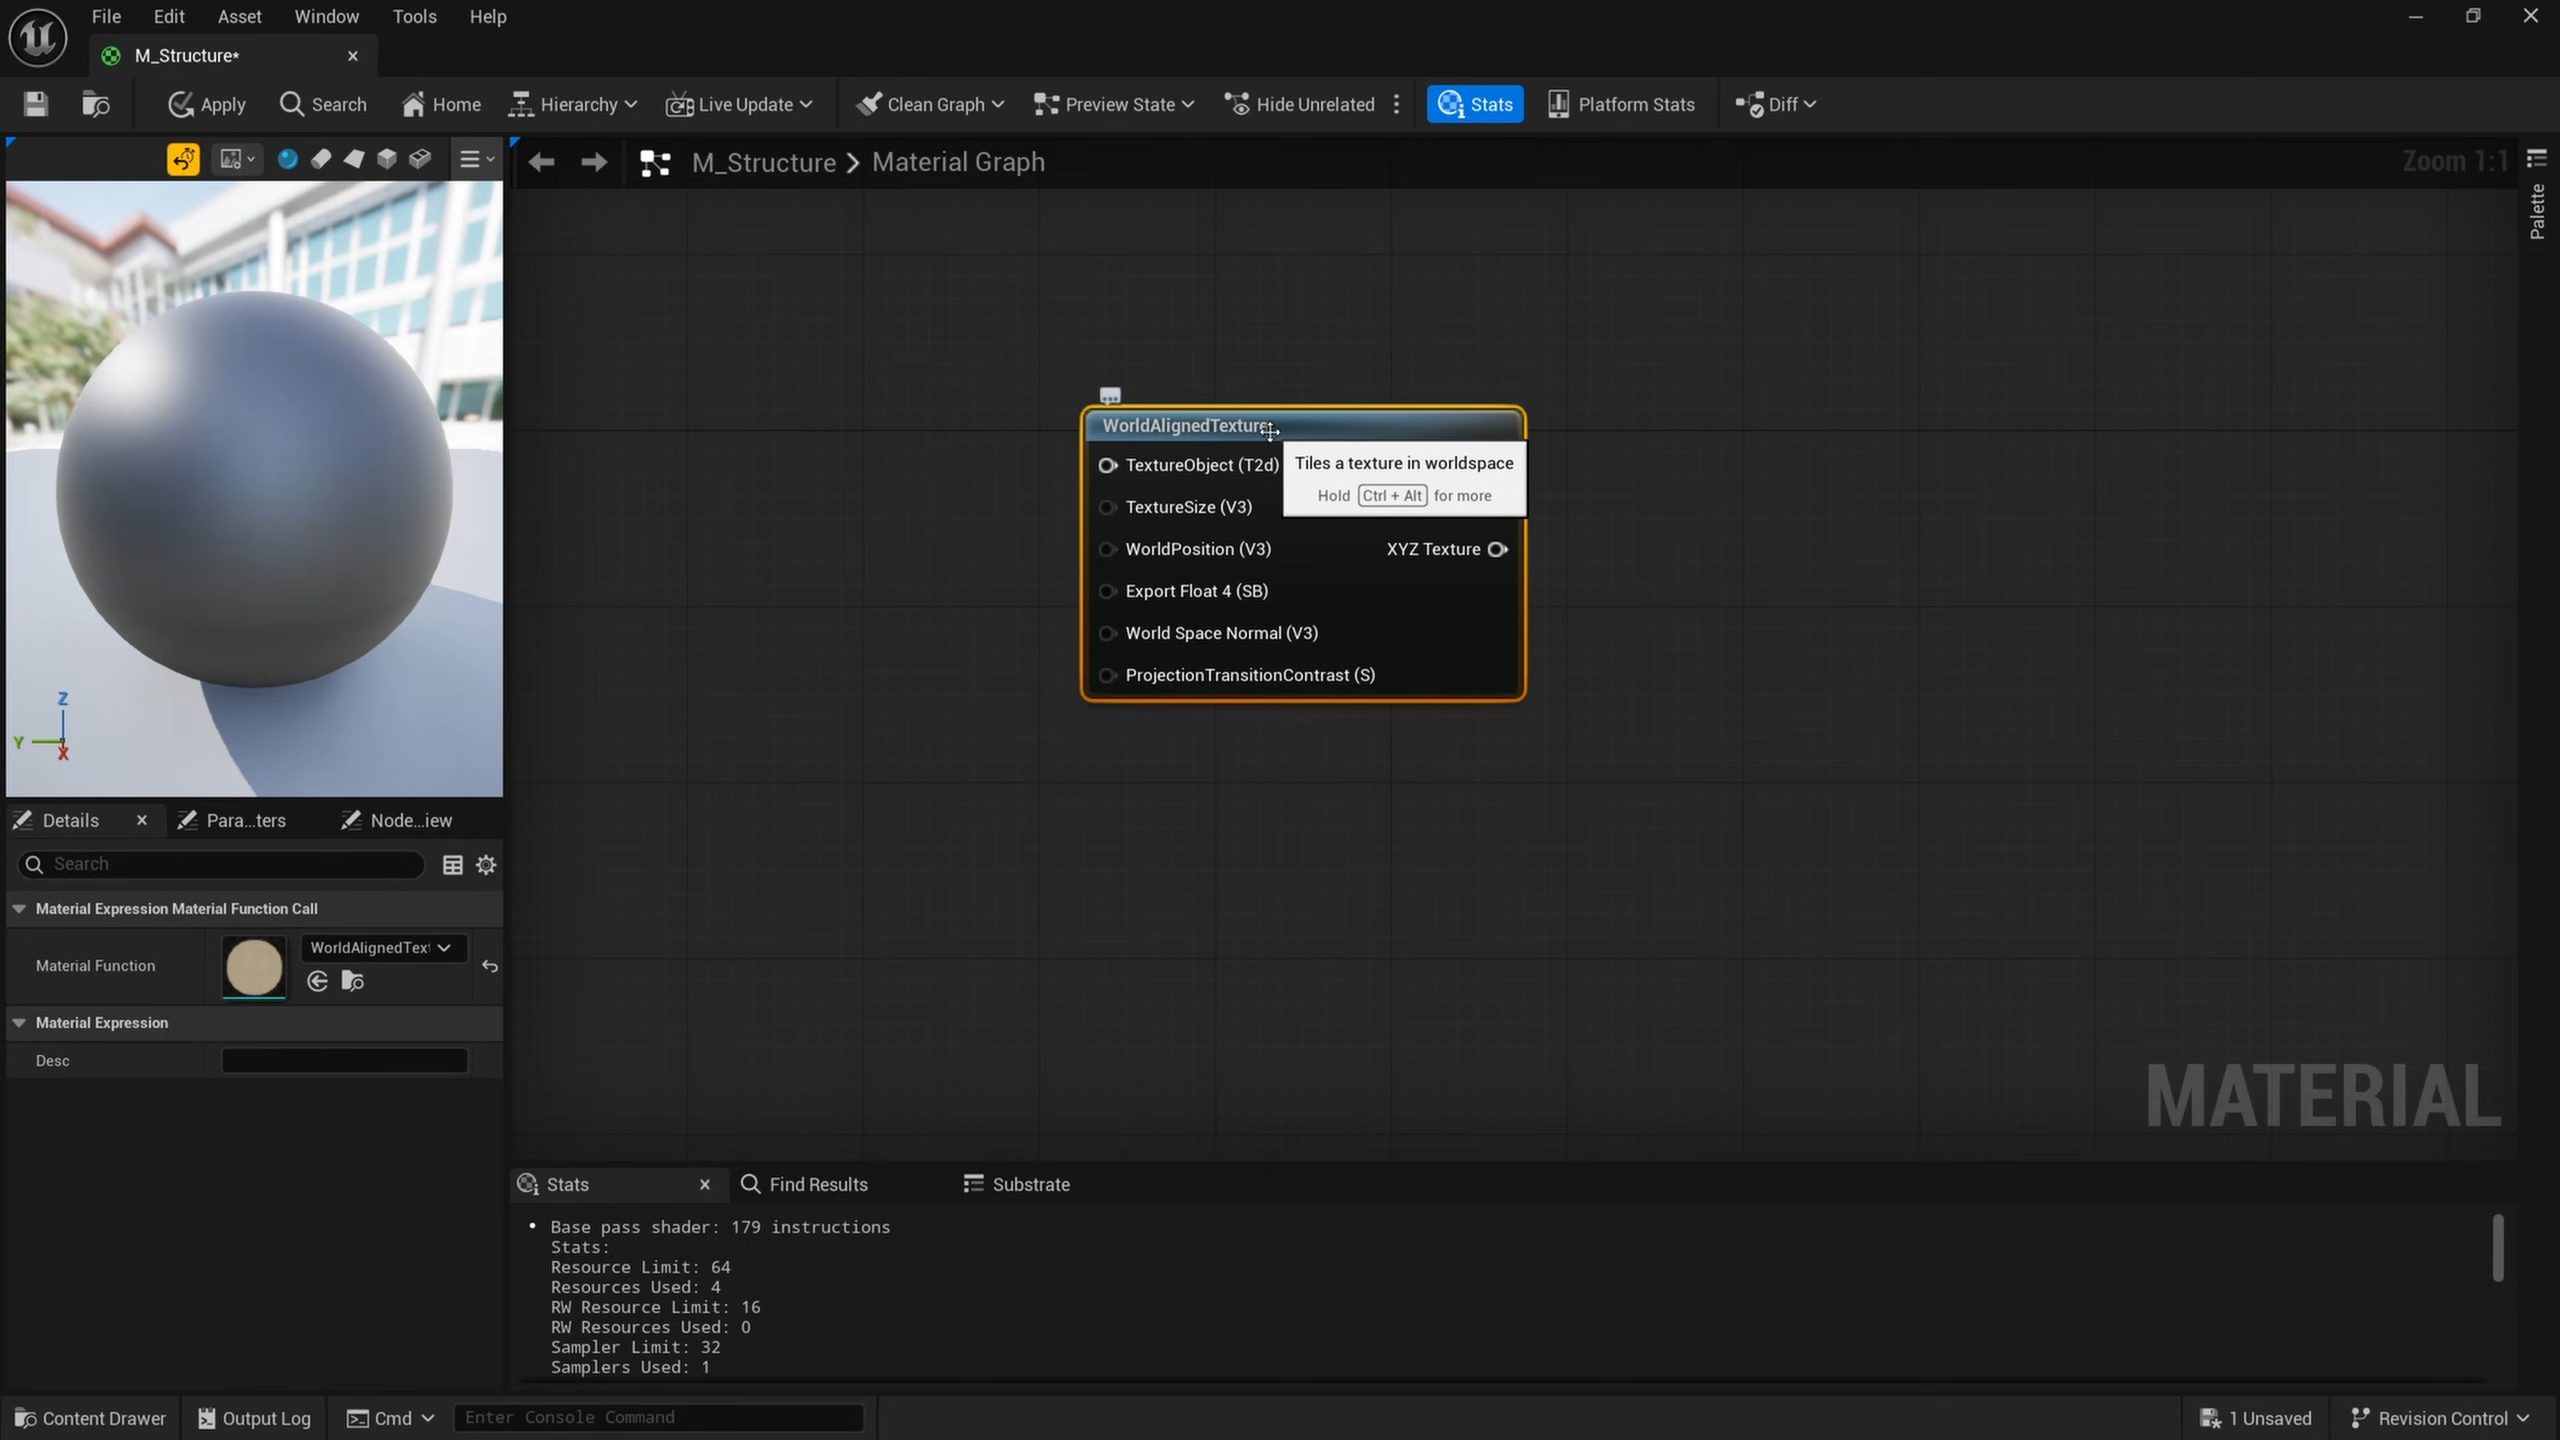 File Edit Asset Window Tools Help
M_Structure*
Apply Search Home Hierarchy Live Update Clean Graph Preview State Hide Unrelated Stats Platform Stats Diff
M_Structure > Material Graph
Zoom 1:1
Palette
WorldAlignedTexture
TextureObject (T2d)
Tiles a texture in worldspace
Hold Ctrl + Alt for more
TextureSize (V3)
WorldPosition (V3)
XYZ Texture
Export Float 4 (SB)
World Space Normal (V3)
ProjectionTransitionContrast (S)
Z
Y
X
MATERIAL
Details Para...ters Node...iew
Search
Material Expression Material Function Call
Material Function
WorldAlignedText
Material Expression
Desc
Stats Find Results Substrate
• Base pass shader: 179 instructions
Stats:
Resource Limit: 64
Resources Used: 4
RW Resource Limit: 16
RW Resources Used: 0
Sampler Limit: 32
Samplers Used: 1
Content Drawer Output Log Cmd Enter Console Command 1 Unsaved Revision Control